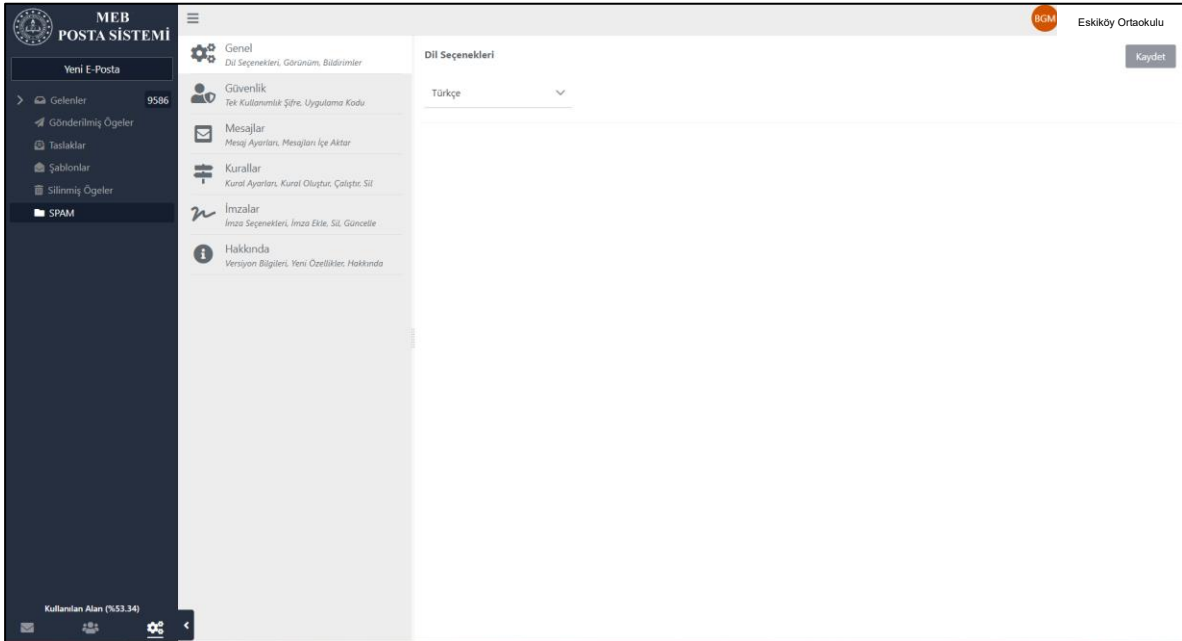 MEB
POSTA SİSTEMİ
Yeni E-Posta
Gelenler 9586
Gönderilmiş Ögeler
Taslaklar
Şablonlar
Silinmiş Ögeler
SPAM
Kullanılan Alan (%53.34)
Genel
Dil Seçenekleri, Görünüm, Bildirimler
Güvenlik
Tek Kullanımlık Şifre, Uygulama Kodu
Mesajlar
Mesaj Ayarları, Mesajları İçe Aktar
Kurallar
Kural Ayarları, Kural Oluştur, Çalıştır, Sil
İmzalar
İmza Seçenekleri, İmza Ekle, Sil, Güncelle
Hakkında
Versiyon Bilgileri, Yeni Özellikler, Hakkında
BGM Eskiköy Ortaokulu
Dil Seçenekleri
Kaydet
Türkçe